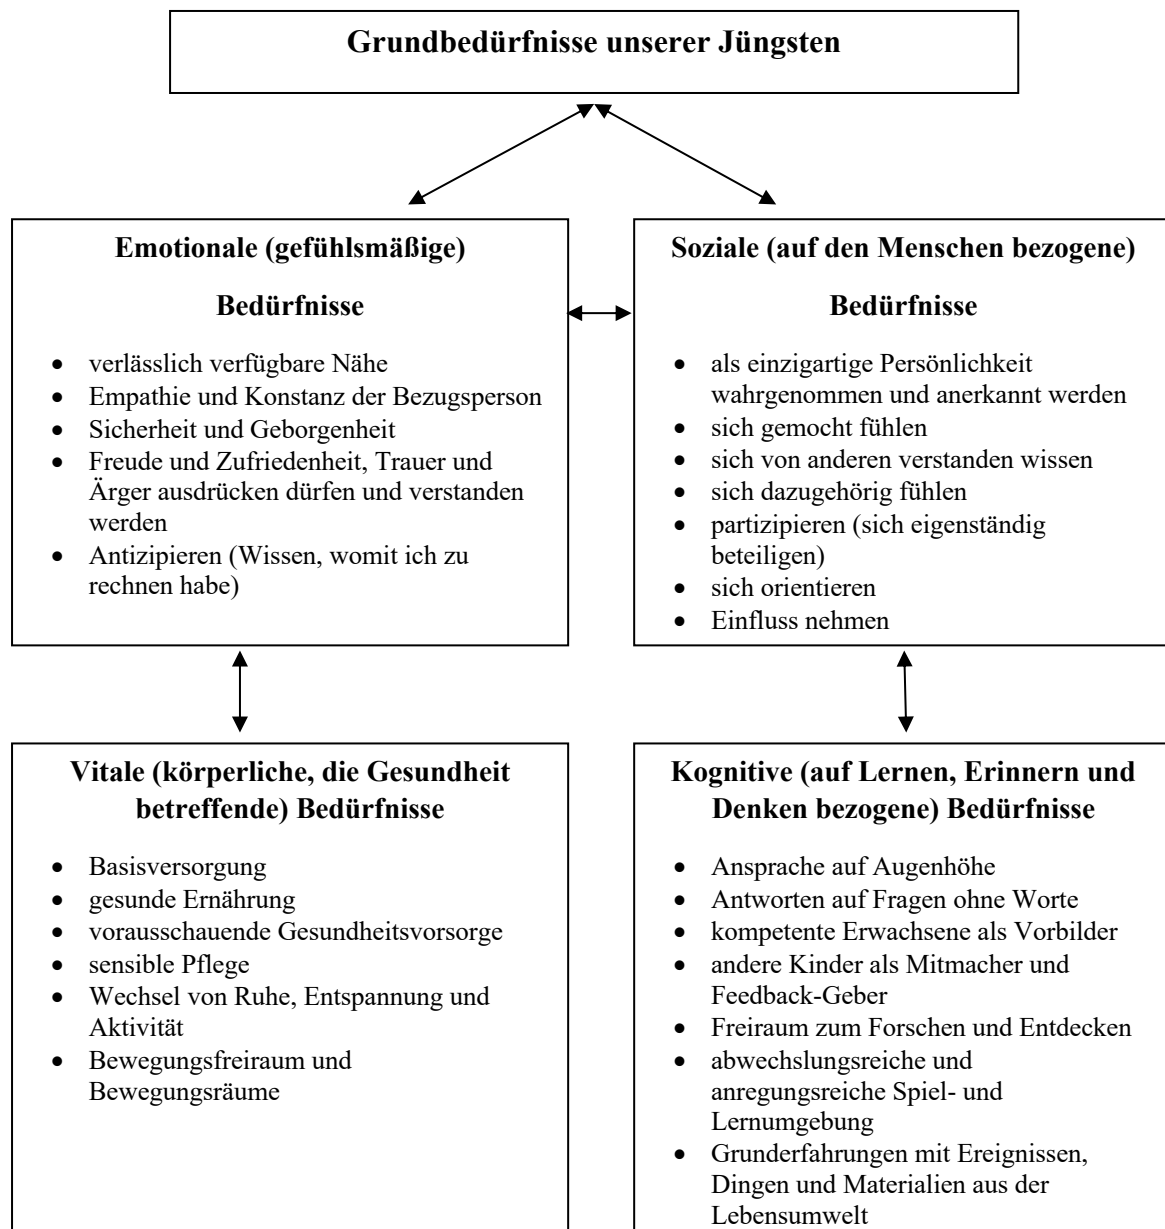 Grundbedürfnisse unserer Jüngsten
Emotionale (gefühlsmäßige)
Bedürfnisse
• verlässlich verfügbare Nähe
• Empathie und Konstanz der Bezugsperson
• Sicherheit und Geborgenheit
• Freude und Zufriedenheit, Trauer und
Ärger ausdrücken dürfen und verstanden
werden
• Antizipieren (Wissen, womit ich zu
rechnen habe)
Soziale (auf den Menschen bezogene)
Bedürfnisse
• als einzigartige Persönlichkeit
wahrgenommen und anerkannt werden
• sich gemocht fühlen
• sich von anderen verstanden wissen
• sich dazugehörig fühlen
• partizipieren (sich eigenständig
beteiligen)
• sich orientieren
• Einfluss nehmen
Vitale (körperliche, die Gesundheit
betreffende) Bedürfnisse
• Basisversorgung
• gesunde Ernährung
• vorausschauende Gesundheitsvorsorge
• sensible Pflege
• Wechsel von Ruhe, Entspannung und
Aktivität
• Bewegungsfreiraum und
Bewegungsräume
Kognitive (auf Lernen, Erinnern und
Denken bezogene) Bedürfnisse
• Ansprache auf Augenhöhe
• Antworten auf Fragen ohne Worte
• kompetente Erwachsene als Vorbilder
• andere Kinder als Mitmacher und
Feedback-Geber
• Freiraum zum Forschen und Entdecken
• abwechslungsreiche und
anregungsreiche Spiel- und
Lernumgebung
• Grunderfahrungen mit Ereignissen,
Dingen und Materialien aus der
Lebensumwelt